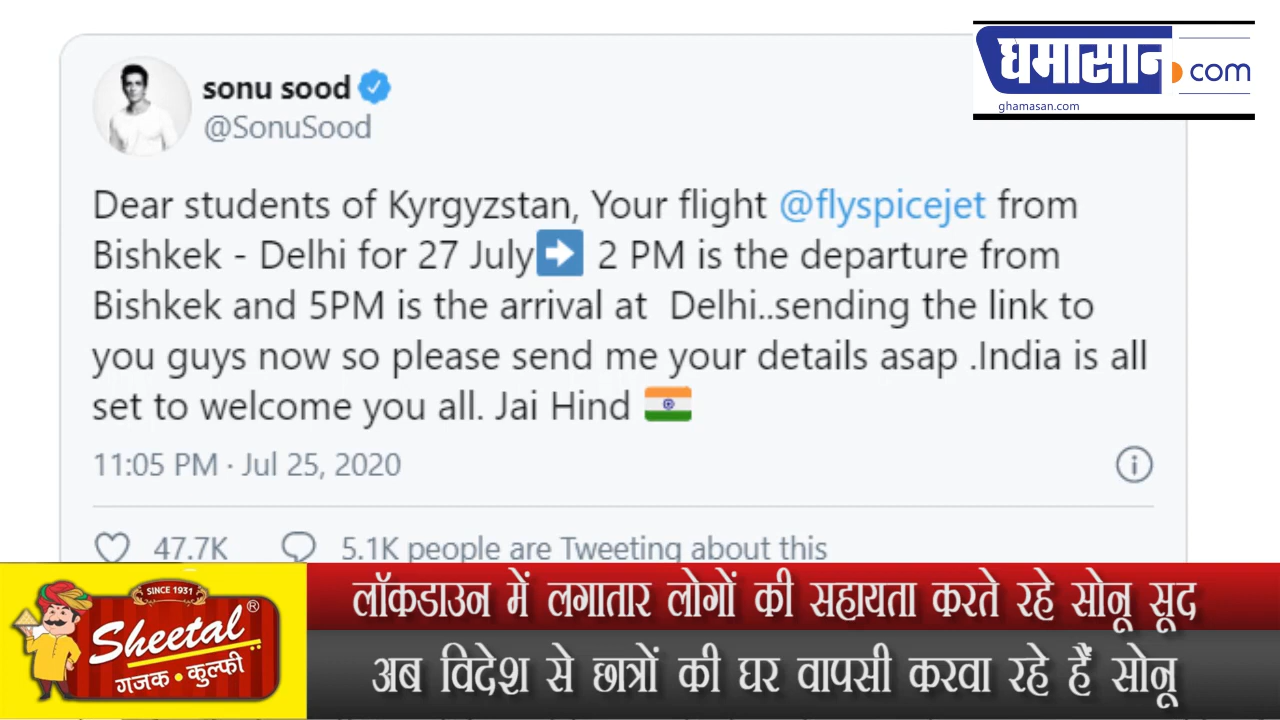 घमासान.com
ghamasan.com
sonu sood
@SonuSood
Dear students of Kyrgyzstan, Your flight @flyspicejet from
Bishkek - Delhi for 27 July➡️ 2 PM is the departure from
Bishkek and 5PM is the arrival at  Delhi..sending the link to
you guys now so please send me your details asap .India is all
set to welcome you all. Jai Hind 🇮🇳
11:05 PM · Jul 25, 2020
47.7K 5.1K people are Tweeting about this
SINCE 1931
Sheetal®
गजक • कुल्फी
लॉकडाउन में लगातार लोगों की सहायता करते रहे सोनू सूद
अब विदेश से छात्रों की घर वापसी करवा रहे हैं सोनू